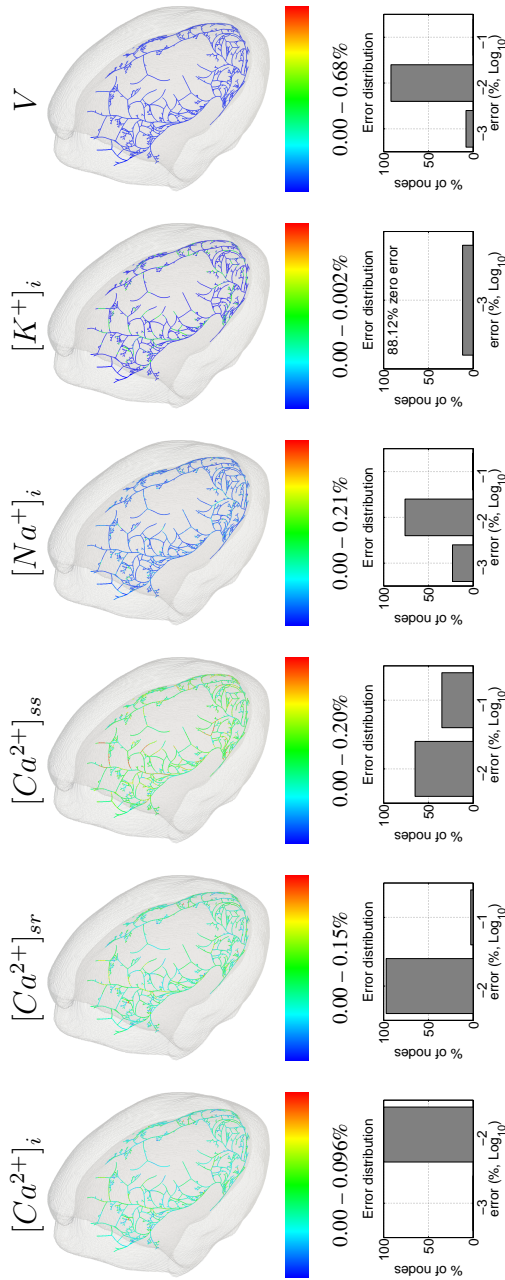 [Ca²⁺]ᵢ
0.00 – 0.096%
Error distribution
% of nodes
100
50
0
−3
−2
error (%, Log₁₀)
[Ca²⁺]ₛᵣ
0.00 – 0.15%
Error distribution
% of nodes
100
50
0
−2
−1
error (%, Log₁₀)
[Ca²⁺]ₛₛ
0.00 – 0.20%
Error distribution
% of nodes
100
50
0
−2
−1
error (%, Log₁₀)
[Na⁺]ᵢ
0.00 – 0.21%
Error distribution
% of nodes
100
50
0
−3
−2
−1
error (%, Log₁₀)
[K⁺]ᵢ
0.00 – 0.002%
Error distribution
88.12% zero error
% of nodes
100
50
0
−3
error (%, Log₁₀)
V
0.00 – 0.68%
Error distribution
% of nodes
100
50
0
−3
−2
−1
error (%, Log₁₀)